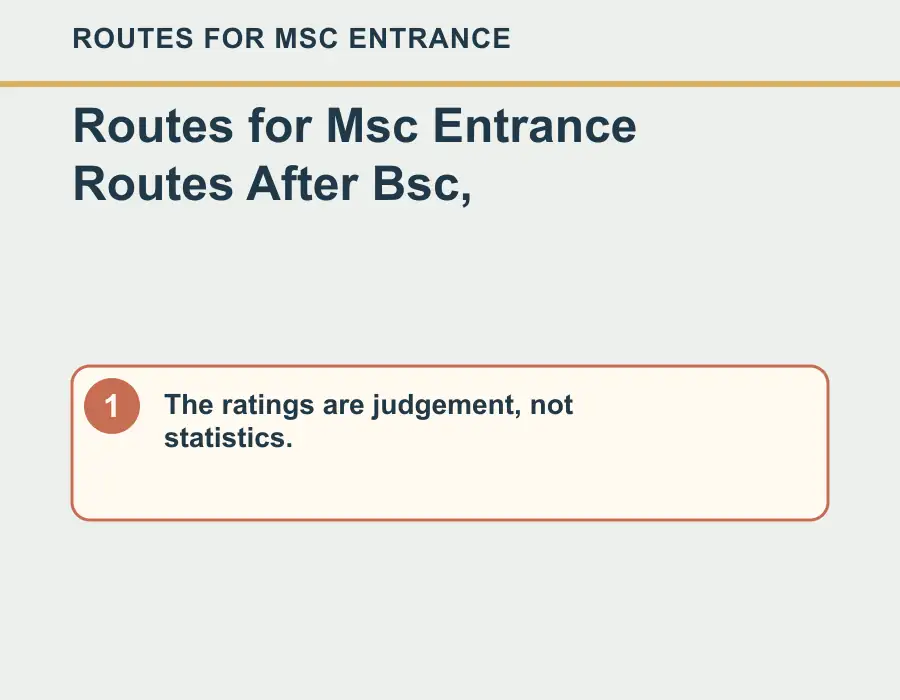 ROUTES FOR MSC ENTRANCE
Routes for Msc Entrance
Routes After Bsc,
1
The ratings are judgement, not
statistics.